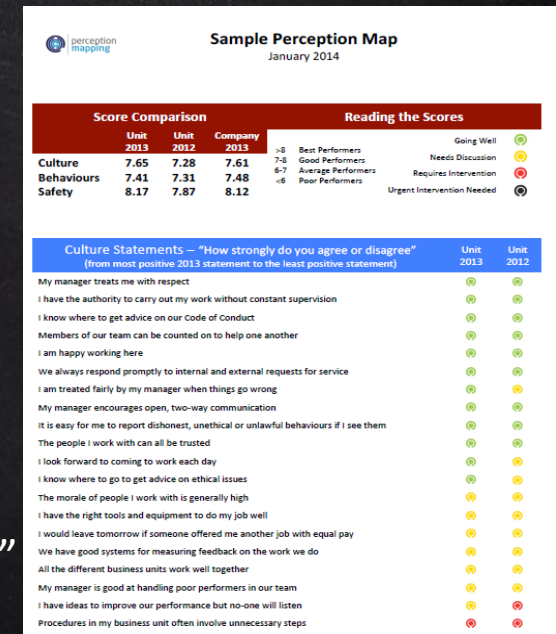 perception
mapping
Sample Perception Map
January 2014
Score Comparison
Reading the Scores
Unit 2013
Unit 2012
Company 2013
Culture 7.65 7.28 7.61
Behaviours 7.41 7.31 7.48
Safety 8.17 7.87 8.12
>8 Best Performers
7-8 Good Performers
6-7 Average Performers
<6 Poor Performers
Going Well
Needs Discussion
Requires Intervention
Urgent Intervention Needed
Culture Statements – “How strongly do you agree or disagree”
(from most positive 2013 statement to the least positive statement)
Unit 2013
Unit 2012
My manager treats me with respect
I have the authority to carry out my work without constant supervision
I know where to get advice on our Code of Conduct
Members of our team can be counted on to help one another
I am happy working here
We always respond promptly to internal and external requests for service
I am treated fairly by my manager when things go wrong
My manager encourages open, two-way communication
It is easy for me to report dishonest, unethical or unlawful behaviours if I see them
The people I work with can all be trusted
I look forward to coming to work each day
I know where to go to get advice on ethical issues
The morale of people I work with is generally high
I have the right tools and equipment to do my job well
I would leave tomorrow if someone offered me another job with equal pay
We have good systems for measuring feedback on the work we do
All the different business units work well together
My manager is good at handling poor performers in our team
I have ideas to improve our performance but no-one will listen
Procedures in my business unit often involve unnecessary steps
”